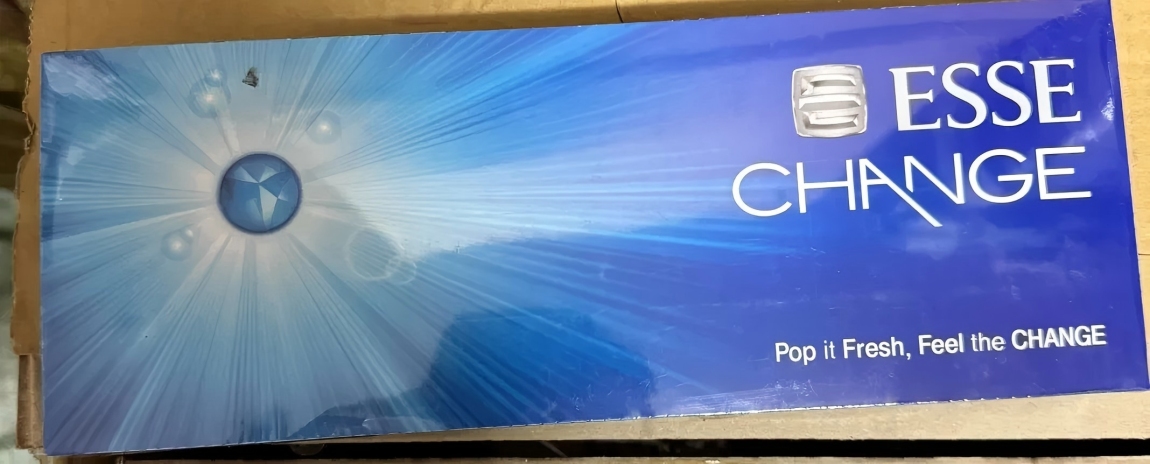 ESSE
CHANGE
Pop it Fresh, Feel the CHANGE